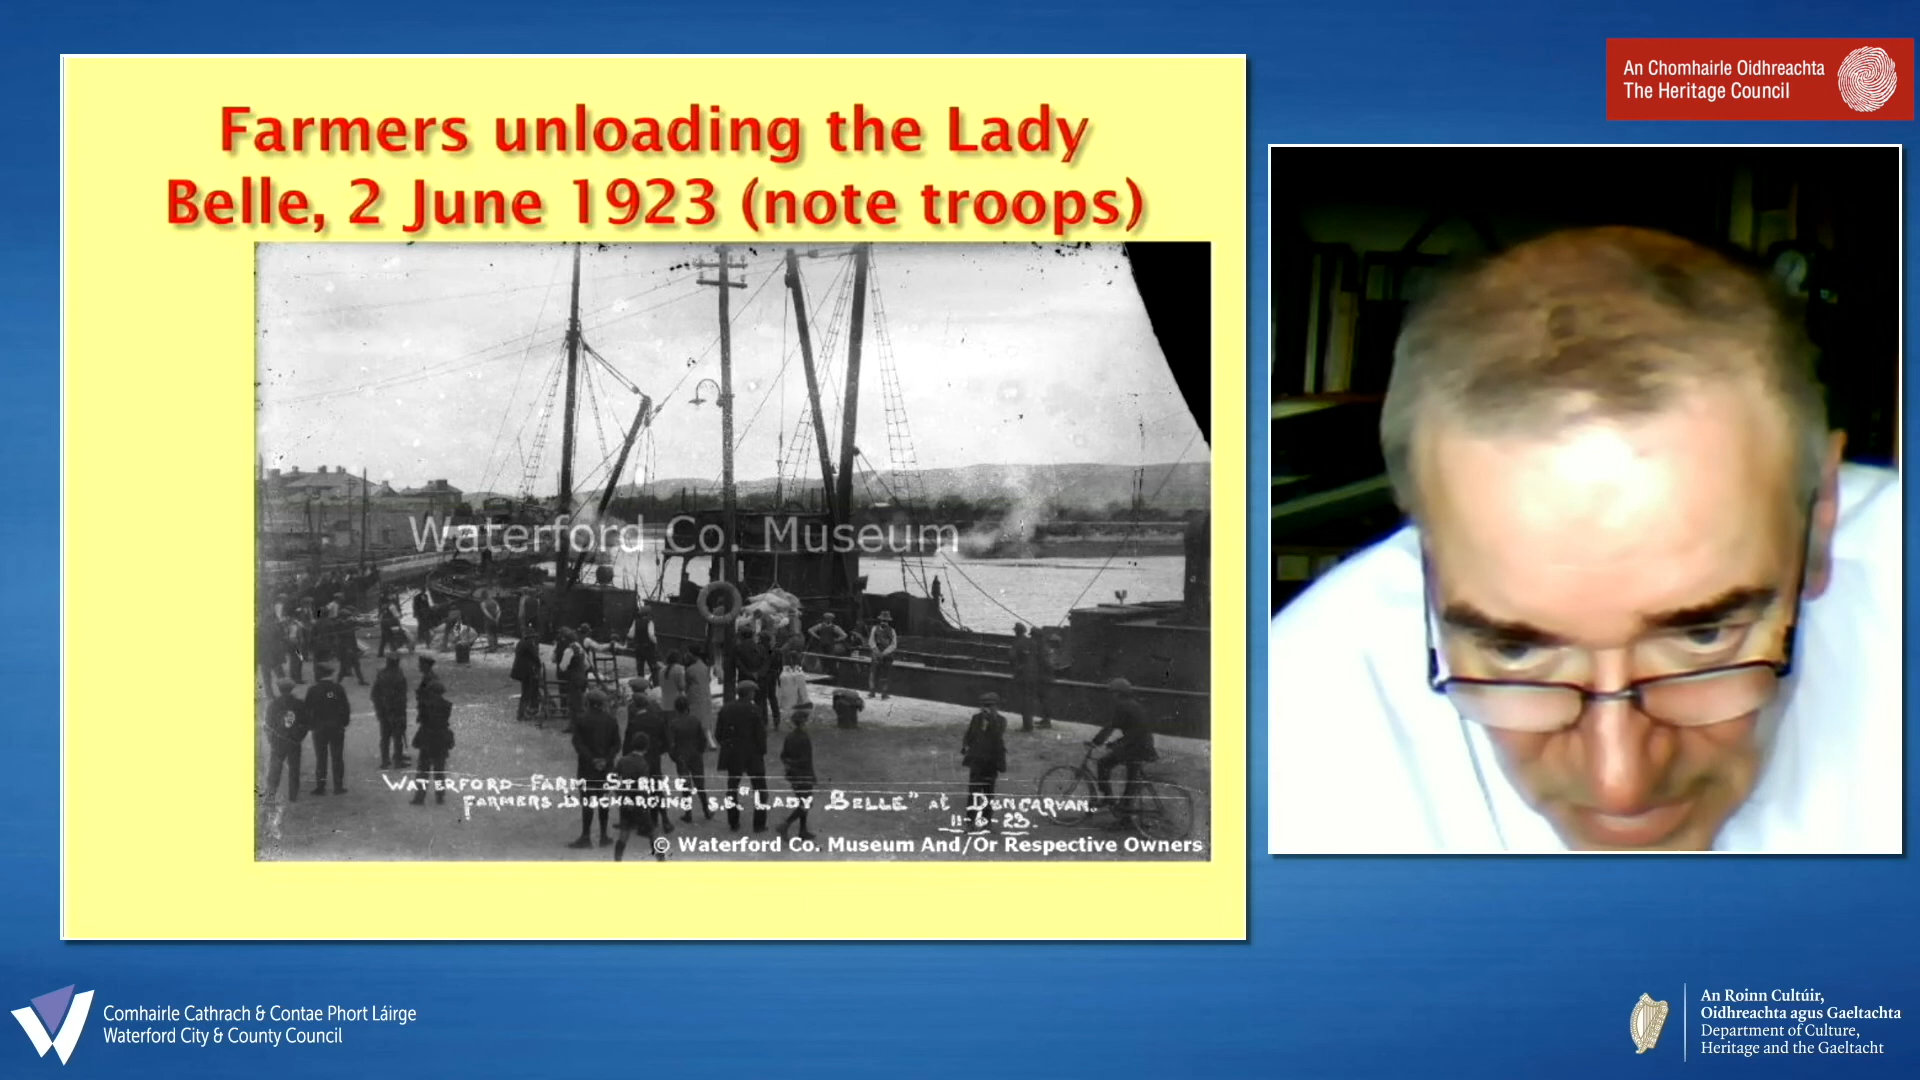 Farmers unloading the Lady
Belle, 2 June 1923 (note troops)
Waterford Co. Museum
WATERFORD FARM STRIKE,
FARMERS DISCHARGING S.S. "LADY BELLE" at DUNGARVAN.
11-6-23.
© Waterford Co. Museum And/Or Respective Owners
An Chomhairle Oidhreachta
The Heritage Council
Comhairle Cathrach & Contae Phort Láirge
Waterford City & County Council
An Roinn Cultúir,
Oidhreachta agus Gaeltachta
Department of Culture,
Heritage and the Gaeltacht